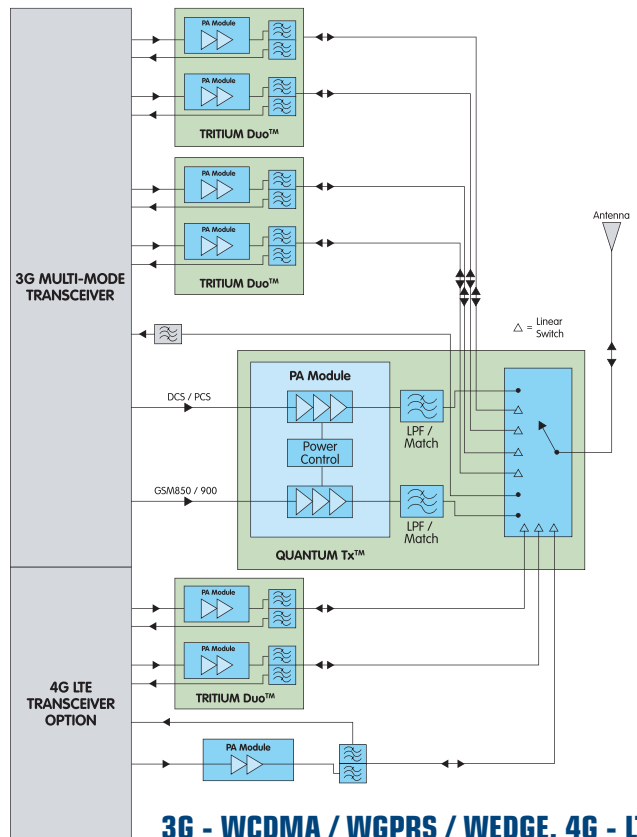 PA Module
PA Module
TRITIUM Duo™
PA Module
PA Module
TRITIUM Duo™
3G MULTI-MODE
TRANSCEIVER
Antenna
△ = Linear
Switch
PA Module
DCS / PCS
LPF /
Match
Power
Control
GSM850 / 900
LPF /
Match
QUANTUM Tx™
PA Module
PA Module
TRITIUM Duo™
4G LTE
TRANSCEIVER
OPTION
PA Module
3G - WCDMA / WGPRS / WEDGE, 4G - LT